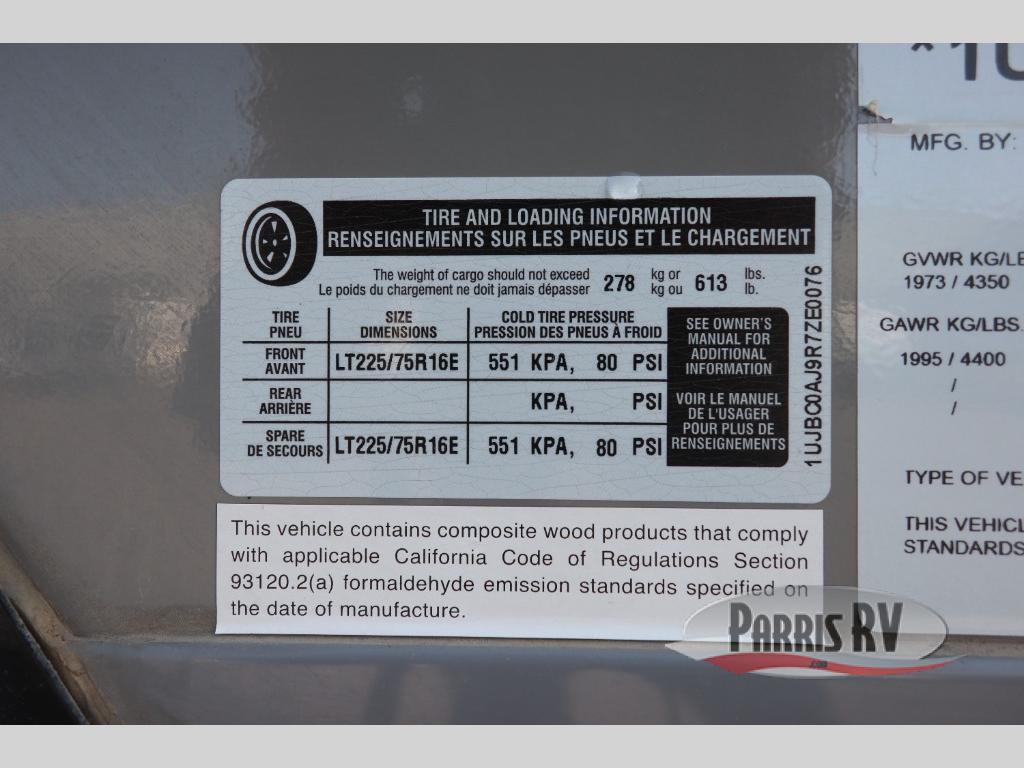 TIRE AND LOADING INFORMATION
RENSEIGNEMENTS SUR LES PNEUS ET LE CHARGEMENT
The weight of cargo should not exceed 278 kg or 613 lbs.
Le poids du chargement ne doit jamais dépasser kg ou lb.
TIRE SIZE COLD TIRE PRESSURE
PNEU DIMENSIONS PRESSION DES PNEUS À FROID
FRONT
AVANT LT225/75R16E 551 KPA, 80 PSI
REAR
ARRIÈRE KPA, PSI
SPARE
DE SECOURS LT225/75R16E 551 KPA, 80 PSI
SEE OWNER'S
MANUAL FOR
ADDITIONAL
INFORMATION
VOIR LE MANUEL
DE L'USAGER
POUR PLUS DE
RENSEIGNEMENTS
1UJBC0AJ9R7ZE0076
This vehicle contains composite wood products that comply
with applicable California Code of Regulations Section
93120.2(a) formaldehyde emission standards specified on
the date of manufacture.
*1U
MFG. BY:
GVWR KG/LB
1973 / 4350
GAWR KG/LBS.
1995 / 4400
/
/
TYPE OF VE
THIS VEHICL
STANDARDS
PARRIS RV
.com